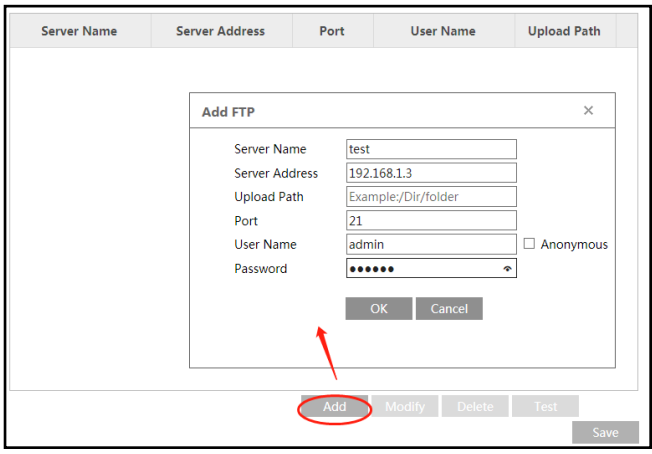 Server Name Server Address Port User Name Upload Path
Add FTP ×
Server Name test
Server Address 192.168.1.3
Upload Path Example:/Dir/folder
Port 21
User Name admin Anonymous
Password ●●●●●●
OK Cancel
Add Modify Delete Test
Save